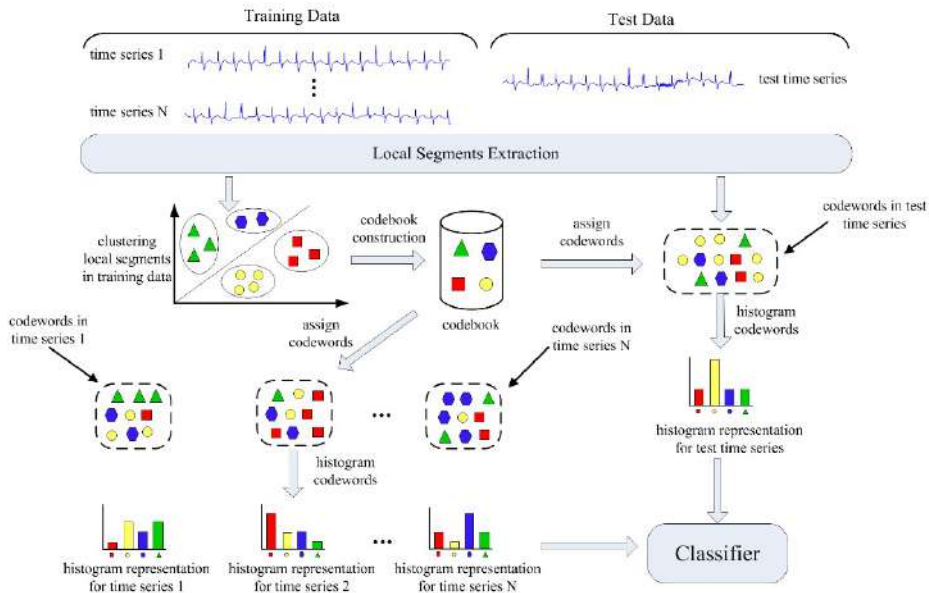 Training Data
Test Data
time series 1
test time series
time series N
Local Segments Extraction
clustering
local segments
in training data
codebook
construction
assign
codewords
codewords in test
time series
codebook
assign
codewords
histogram
codewords
codewords in
time series 1
codewords in
time series N
histogram representation
for test time series
histogram
codewords
Classifier
histogram representation
for time series 1
histogram representation
for time series 2
histogram representation
for time series N